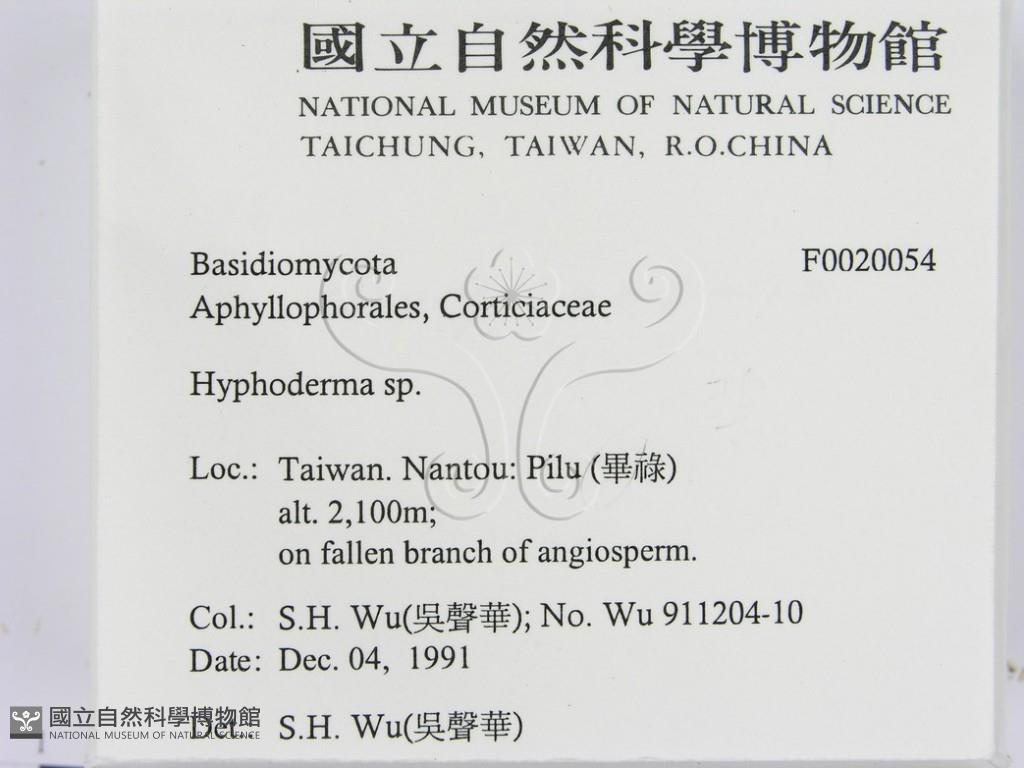 國立自然科學博物館
NATIONAL MUSEUM OF NATURAL SCIENCE
TAICHUNG, TAIWAN, R.O.CHINA
Basidiomycota F0020054
Aphyllophorales, Corticiaceae
Hyphoderma sp.
Loc.: Taiwan. Nantou: Pilu (畢祿)
alt. 2,100m;
on fallen branch of angiosperm.
Col.: S.H. Wu(吳聲華); No. Wu 911204-10
Date: Dec. 04, 1991
Det.: S.H. Wu(吳聲華)
國立自然科學博物館
NATIONAL MUSEUM OF NATURAL SCIENCE